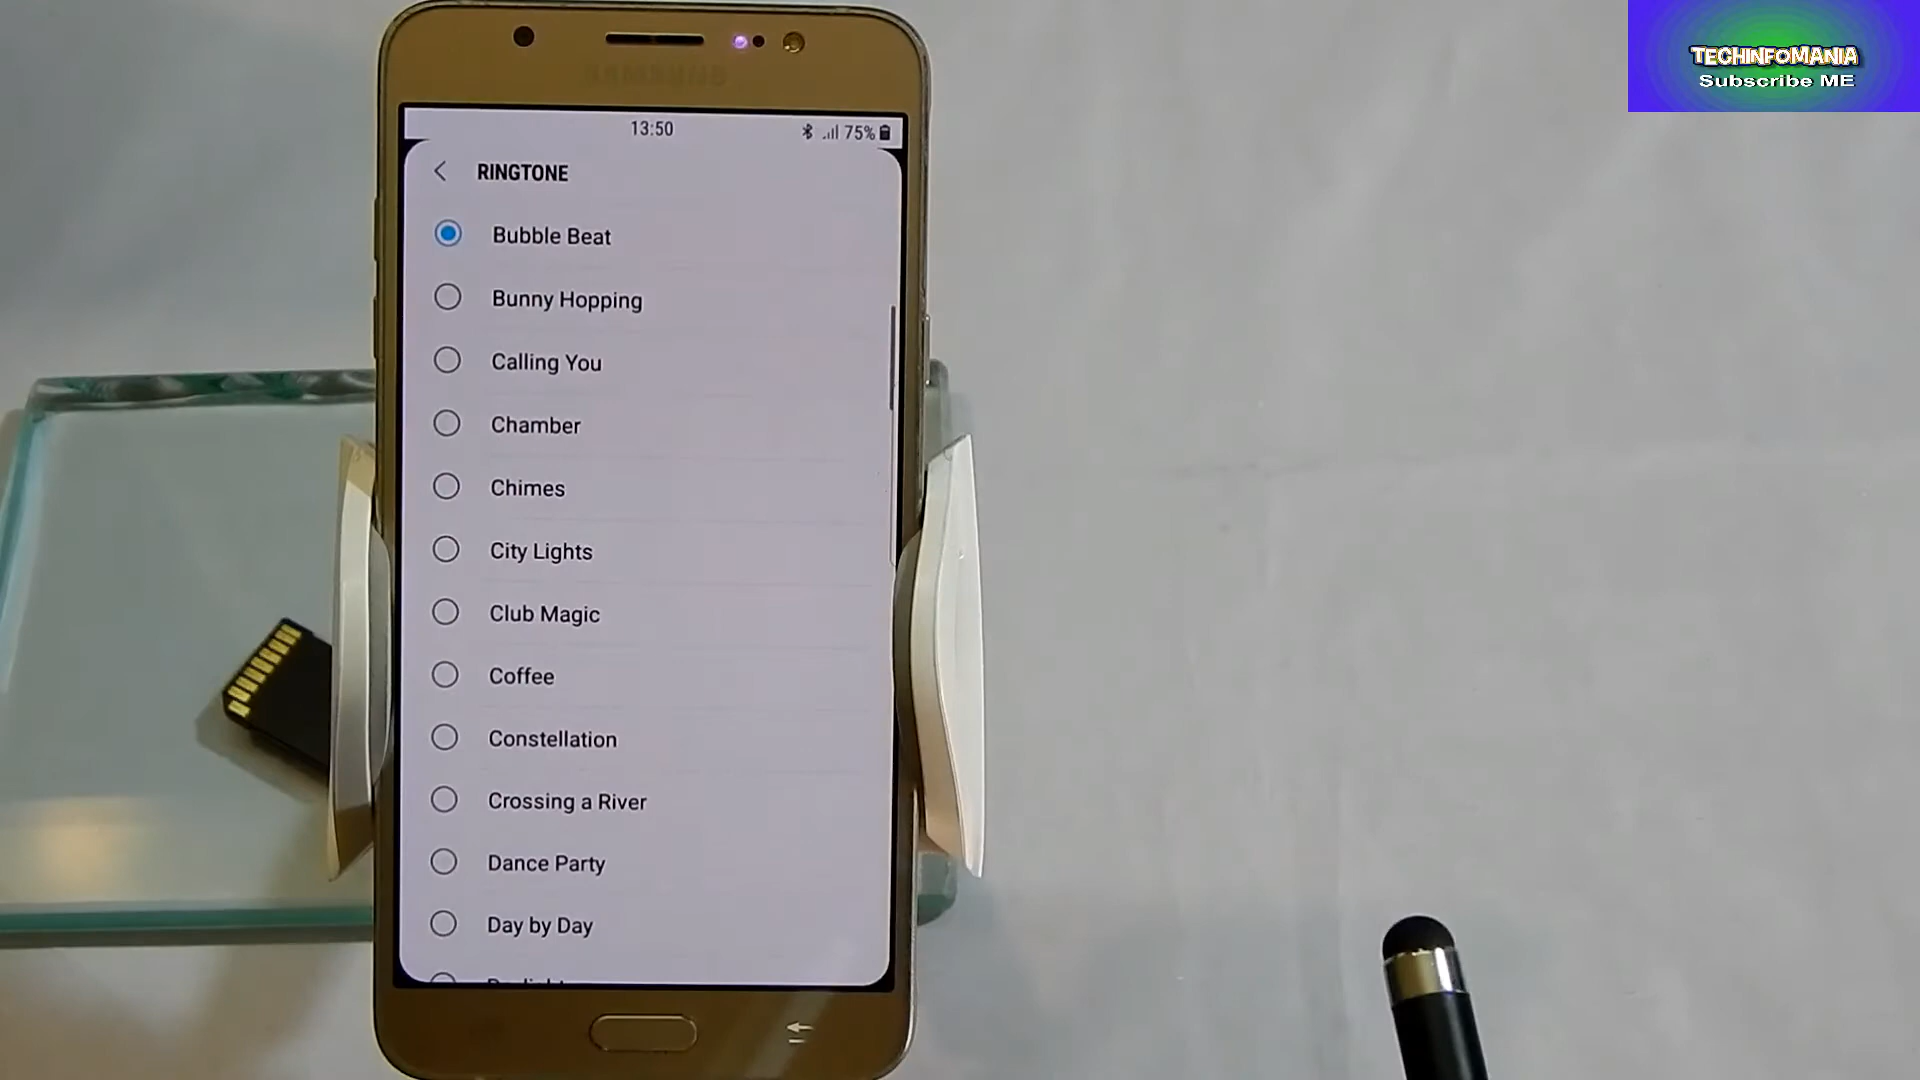 TECHINFOMANIA
Subscribe ME
13:50
75%
RINGTONE
Bubble Beat
Bunny Hopping
Calling You
Chamber
Chimes
City Lights
Club Magic
Coffee
Constellation
Crossing a River
Dance Party
Day by Day